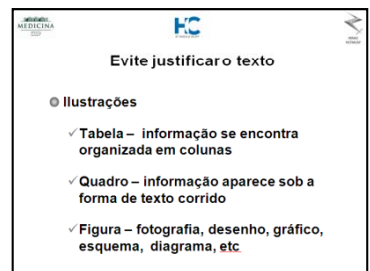 MEDICINA
HC
Evite justificar o texto
Ilustrações
Tabela – informação se encontra
organizada em colunas
Quadro – informação aparece sob a
forma de texto corrido
Figura – fotografia, desenho, gráfico,
esquema, diagrama, etc